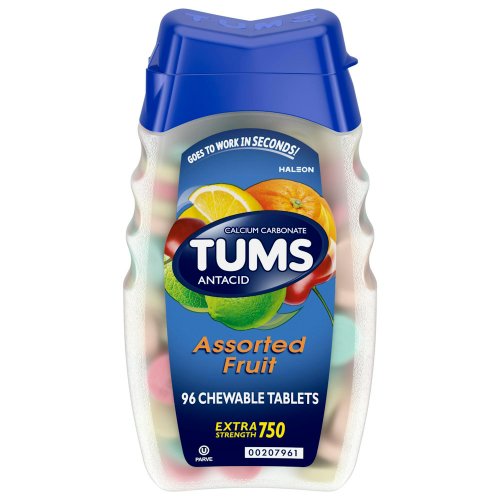 TUMS
GOES TO WORK IN SECONDS!
HALEON
CALCIUM CARBONATE
TUMS
ANTACID
Assorted
Fruit
96 CHEWABLE TABLETS
EXTRA
STRENGTH 750
U
PARVE
00207961